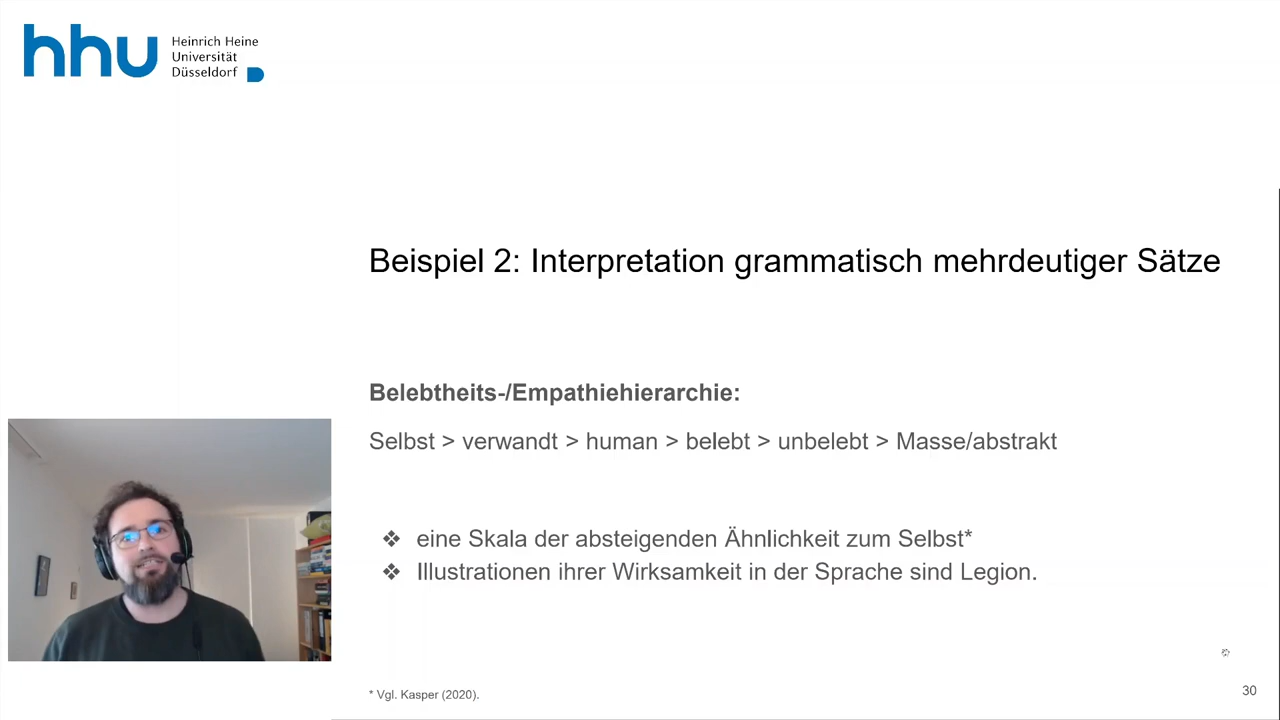 hhu
Heinrich Heine
Universität
Düsseldorf
Beispiel 2: Interpretation grammatisch mehrdeutiger Sätze
Belebtheits-/Empathiehierarchie:
Selbst > verwandt > human > belebt > unbelebt > Masse/abstrakt
❖ eine Skala der absteigenden Ähnlichkeit zum Selbst*
❖ Illustrationen ihrer Wirksamkeit in der Sprache sind Legion.
* Vgl. Kasper (2020).
30